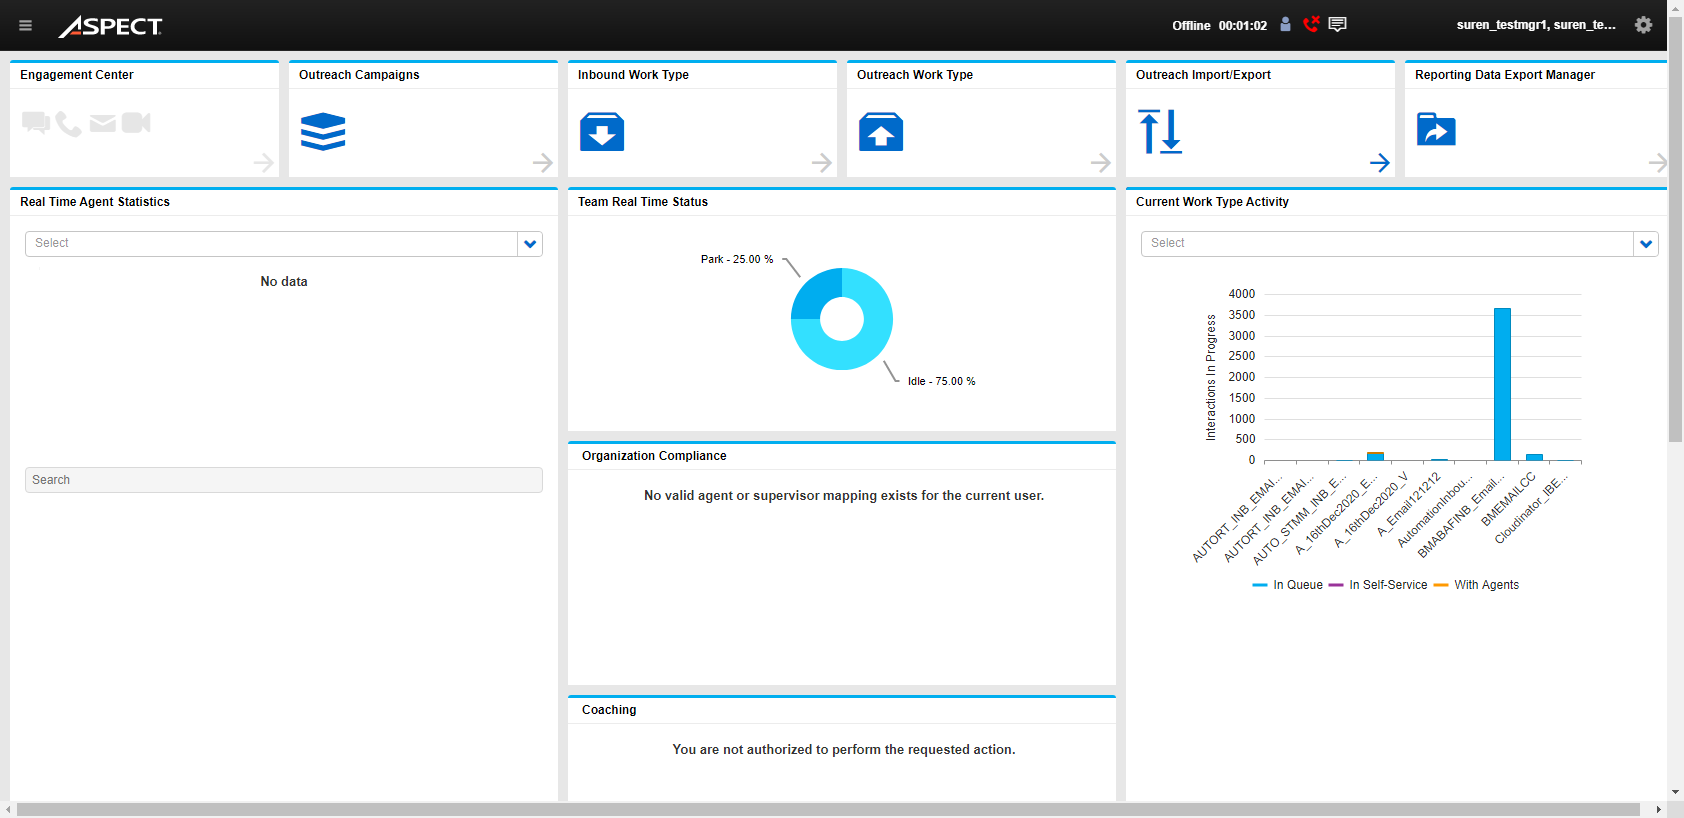 ASPECT
Offline 00:01:02
suren_testmgr1, suren_te...
Engagement Center
Outreach Campaigns
Inbound Work Type
Outreach Work Type
Outreach Import/Export
Reporting Data Export Manager
Real Time Agent Statistics
Select
No data
Search
Team Real Time Status
Park - 25.00 %
Idle - 75.00 %
Organization Compliance
No valid agent or supervisor mapping exists for the current user.
Coaching
You are not authorized to perform the requested action.
Current Work Type Activity
Select
Interactions In Progress
4000
3500
3000
2500
2000
1500
1000
500
0
AUTORT_INB_EMAI...
AUTORT_INB_EMAI...
AUTO_STMM_INB_E...
A_16thDec2020_E...
A_16thDec2020_V
A_Email121212
AutomationInbou...
BMABAFINB_Email...
BMEMAILCC
Cloudinator_IBE...
In Queue
In Self-Service
With Agents